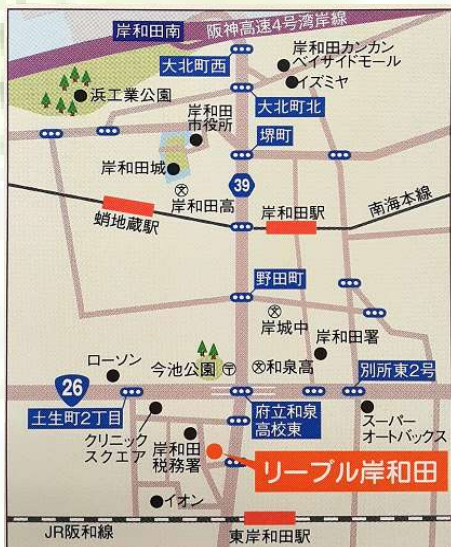 岸和田南
阪神高速4号湾岸線
大北町西
岸和田カンカン
ベイサイドモール
イズミヤ
浜工業公園
大北町北
岸和田
市役所
堺町
岸和田城
39
文
岸和田高
蛸地蔵駅
岸和田駅
南海本線
野田町
文
岸城中
岸和田署
ローソン
今池公園
〒
文
和泉高
別所東2号
26
土生町2丁目
府立和泉
高校東
クリニック
スクエア
岸和田
税務署
スーパー
オートバックス
リーブル岸和田
イオン
JR阪和線
東岸和田駅